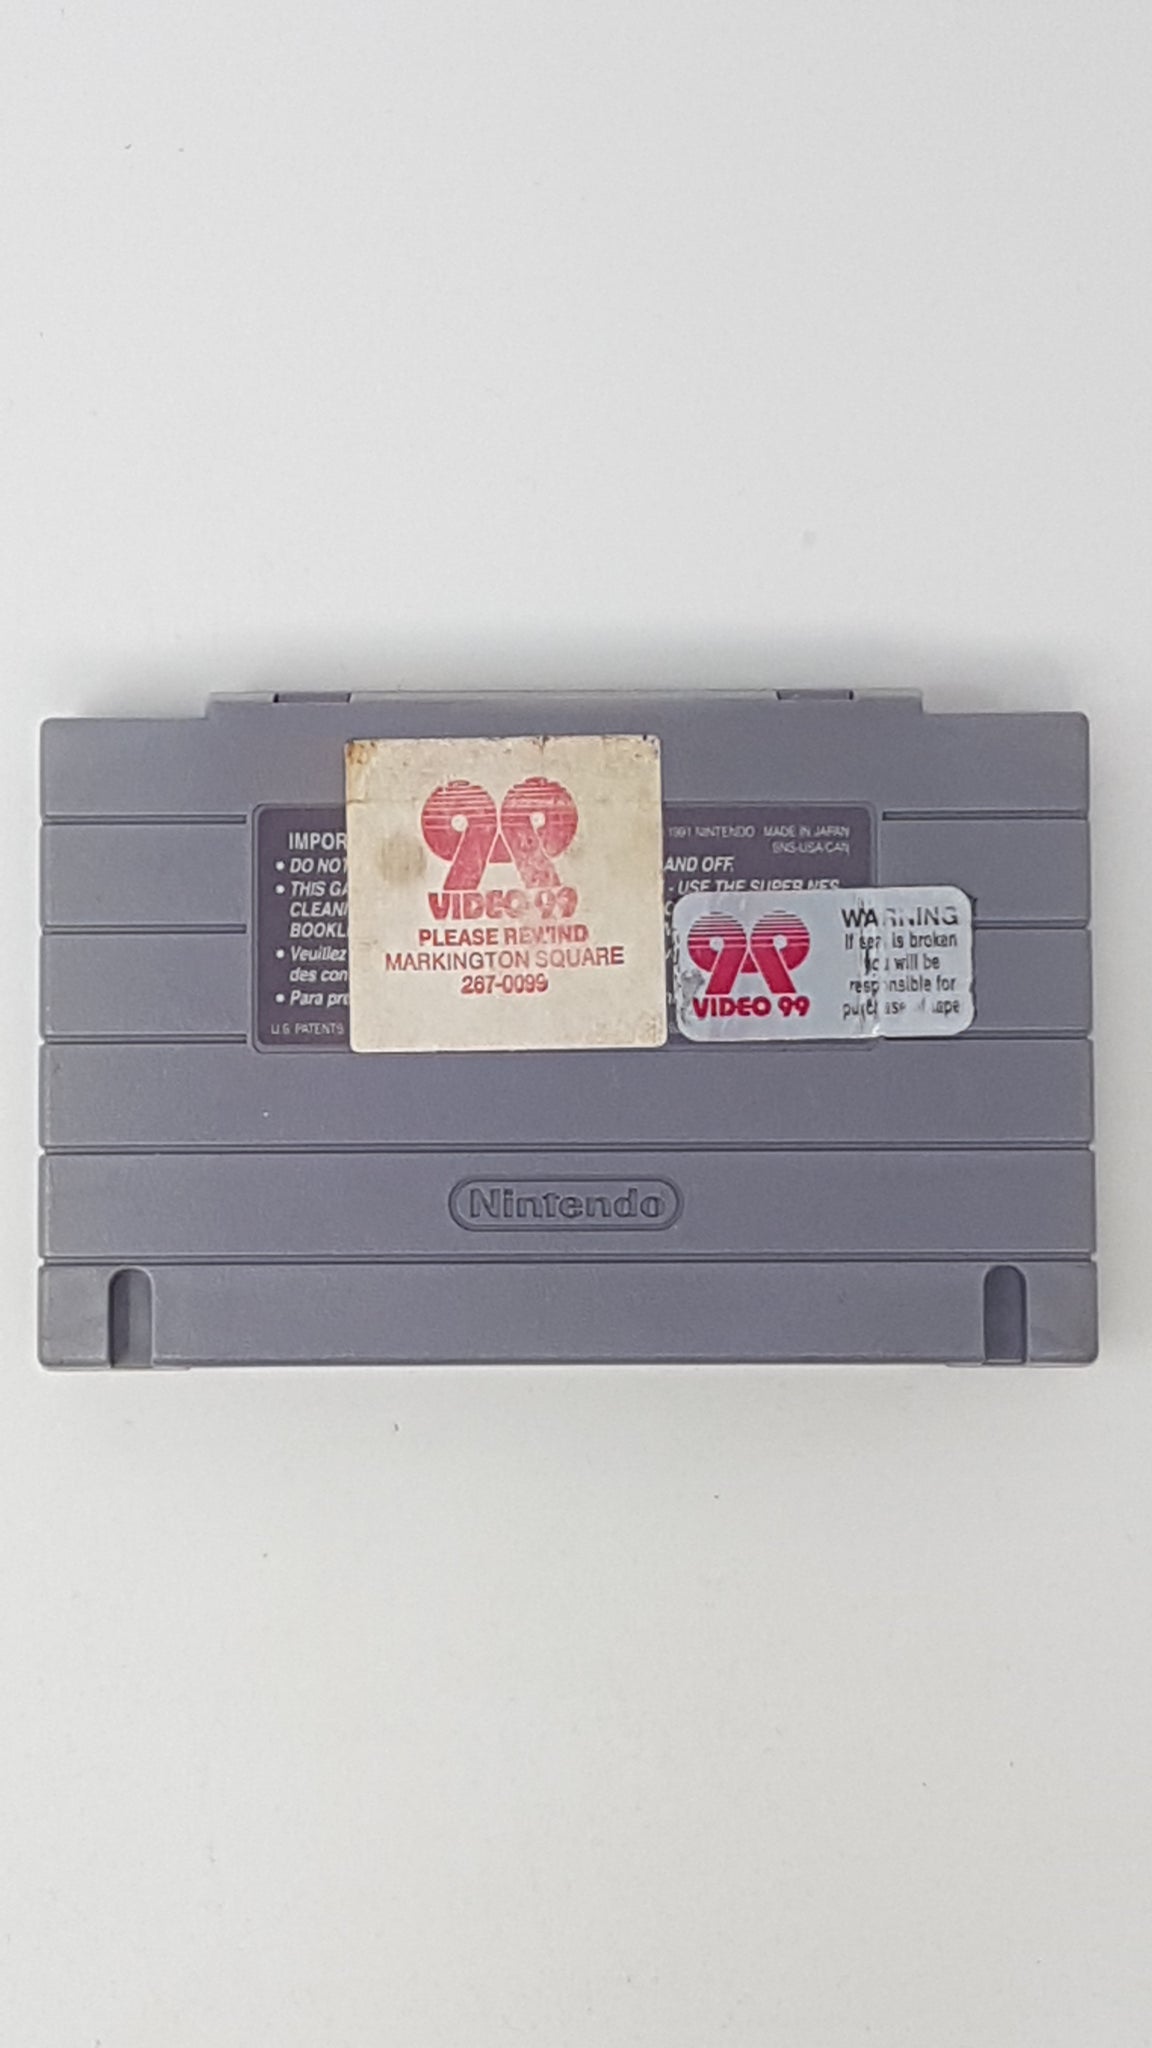 1991 NINTENDO MADE IN JAPAN
SNS-USA/CAN
IMPOR
• DO NOT
AND OFF.
• THIS GA
- USE THE SUPER NES
CLEANI
BOOKL
• Veuillez
des con
• Para pro
U.S. PATENTS
VIDEO 99
PLEASE REWIND
MARKINGTON SQUARE
267-0099
VIDEO 99
WARNING
If seal is broken
you will be
responsible for
purchase of tape
Nintendo